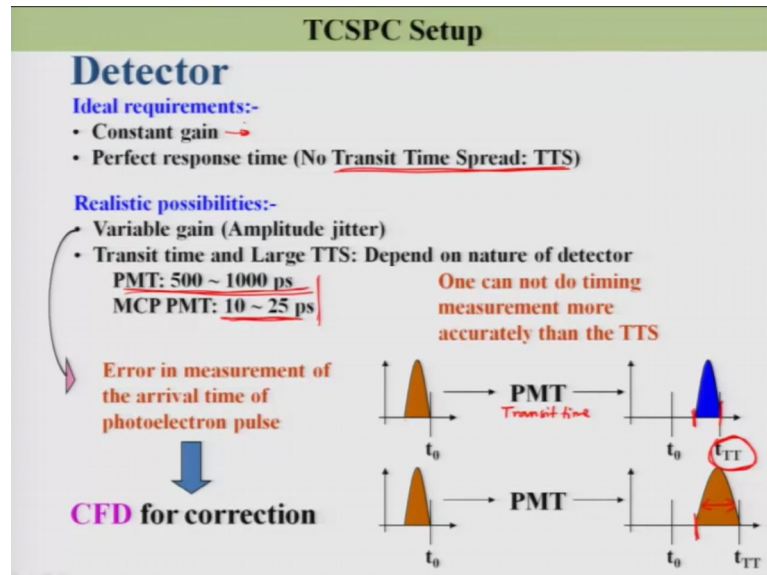 TCSPC Setup
Detector
Ideal requirements:-
• Constant gain
• Perfect response time (No Transit Time Spread: TTS)
Realistic possibilities:-
• Variable gain (Amplitude jitter)
• Transit time and Large TTS: Depend on nature of detector
PMT: 500 ~ 1000 ps
MCP PMT: 10 ~ 25 ps
One can not do timing
measurement more
accurately than the TTS
Error in measurement of
the arrival time of
photoelectron pulse
CFD for correction
PMT
Transit time
t₀
t₀
t_TT
PMT
t₀
t₀
t_TT